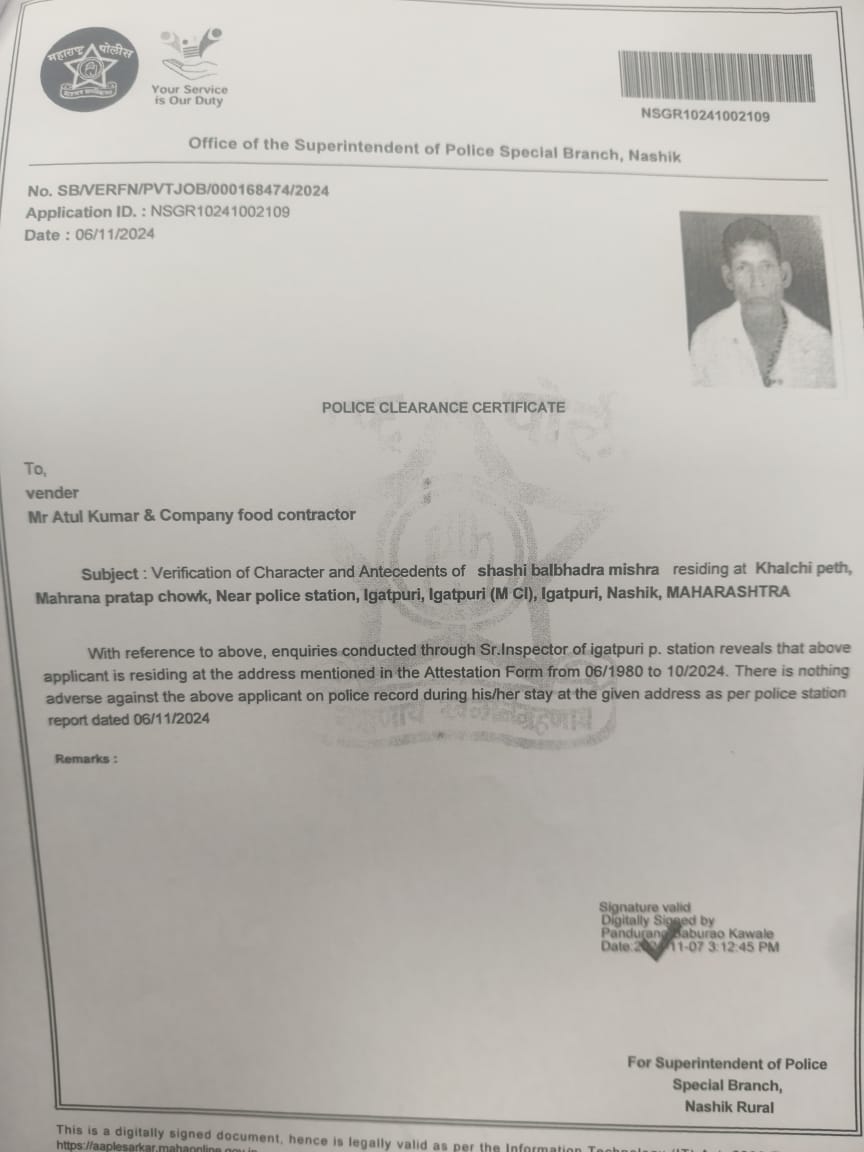 महाराष्ट्र पोलीस
Your Service
is Our Duty
NSGR10241002109
Office of the Superintendent of Police Special Branch, Nashik
No. SB/VERFN/PVTJOB/000168474/2024
Application ID. : NSGR10241002109
Date : 06/11/2024
POLICE CLEARANCE CERTIFICATE
To,
vender
Mr Atul Kumar & Company food contractor
Subject : Verification of Character and Antecedents of shashi balbhadra mishra residing at Khalchi peth,
Mahrana pratap chowk, Near police station, Igatpuri, Igatpuri (M Cl), Igatpuri, Nashik, MAHARASHTRA
With reference to above, enquiries conducted through Sr.Inspector of igatpuri p. station reveals that above
applicant is residing at the address mentioned in the Attestation Form from 06/1980 to 10/2024. There is nothing
adverse against the above applicant on police record during his/her stay at the given address as per police station
report dated 06/11/2024
Remarks :
Signature valid
Digitally Signed by
Pandurang Baburao Kawale
Date:2024-11-07 3:12:45 PM
For Superintendent of Police
Special Branch,
Nashik Rural
This is a digitally signed document, hence is legally valid as per the Information
https://aaplesarkar.mahaonline.gov.in